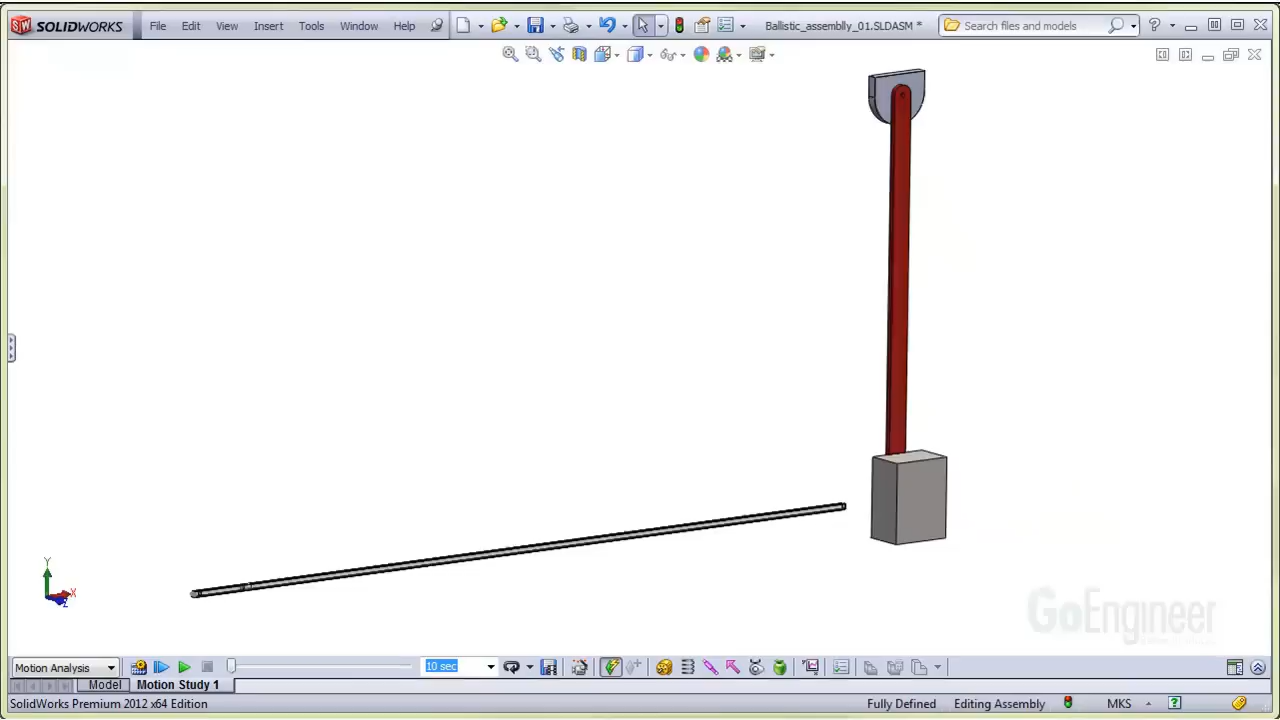 SW SOLIDWORKS File Edit View Insert Tools Window Help Ballistic_assemblly_01.SLDASM * Search files and models ?
Y
X
Z
GoEngineer
Motion Analysis 10 sec
Model Motion Study 1
SolidWorks Premium 2012 x64 Edition Fully Defined Editing Assembly MKS ?